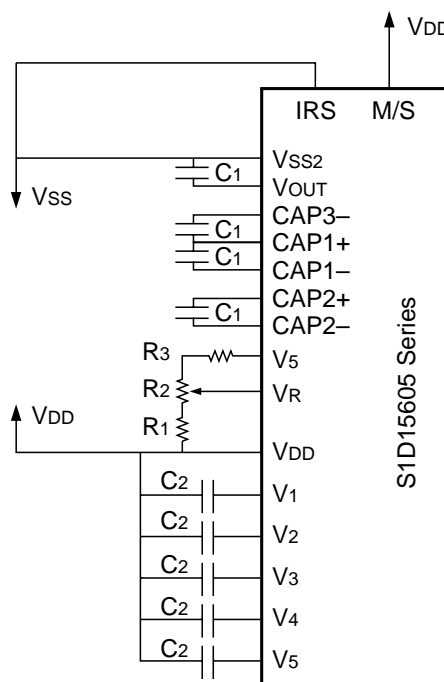 VDD
IRS M/S
VSS2
C1
VOUT
VSS
CAP3–
C1
CAP1+
C1
CAP1–
CAP2+
C1
CAP2–
R3
V5
R2
VR
R1
VDD
VDD
C2
V1
C2
V2
C2
V3
C2
V4
C2
V5
S1D15605 Series